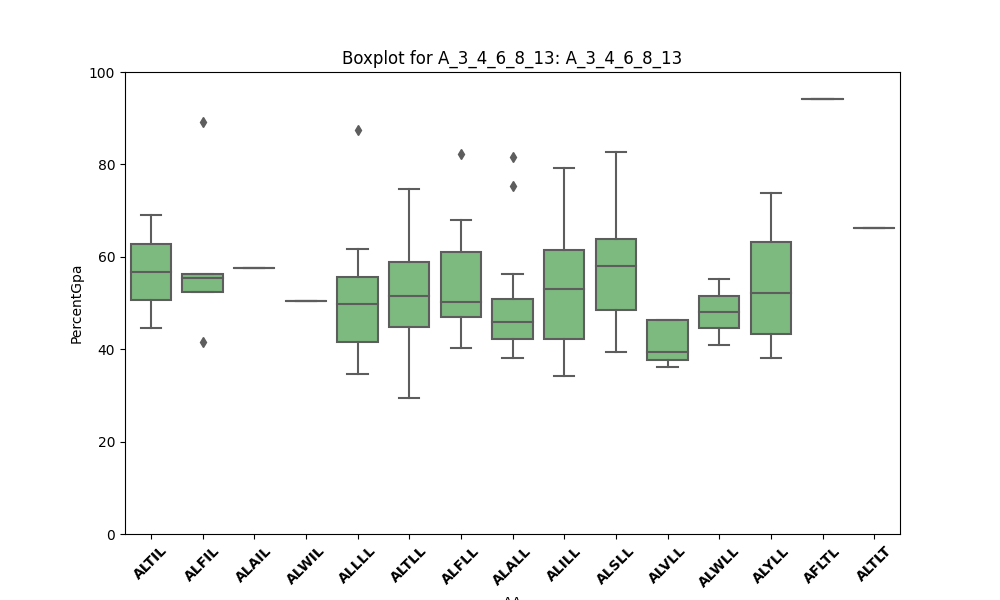 Boxplot for A_3_4_6_8_13: A_3_4_6_8_13
100
80
60
40
20
0
PercentGpa
ALTIL ALFIL ALAIL ALWIL ALLLL ALTLL ALFLL ALALL ALILL ALSLL ALVLL ALWLL ALYLL AFLTL ALTLT